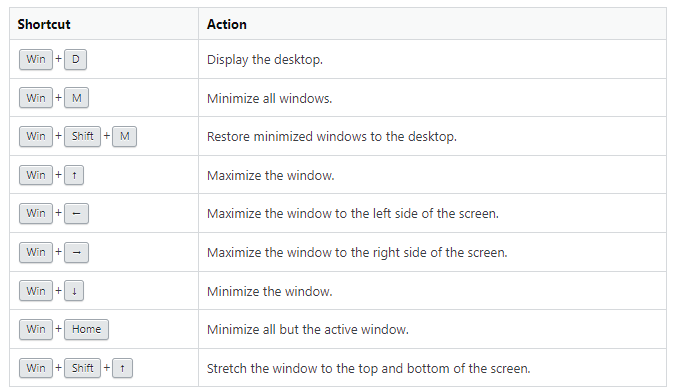 Shortcut Action
Win + D Display the desktop.
Win + M Minimize all windows.
Win + Shift + M Restore minimized windows to the desktop.
Win + ↑ Maximize the window.
Win + ← Maximize the window to the left side of the screen.
Win + → Maximize the window to the right side of the screen.
Win + ↓ Minimize the window.
Win + Home Minimize all but the active window.
Win + Shift + ↑ Stretch the window to the top and bottom of the screen.